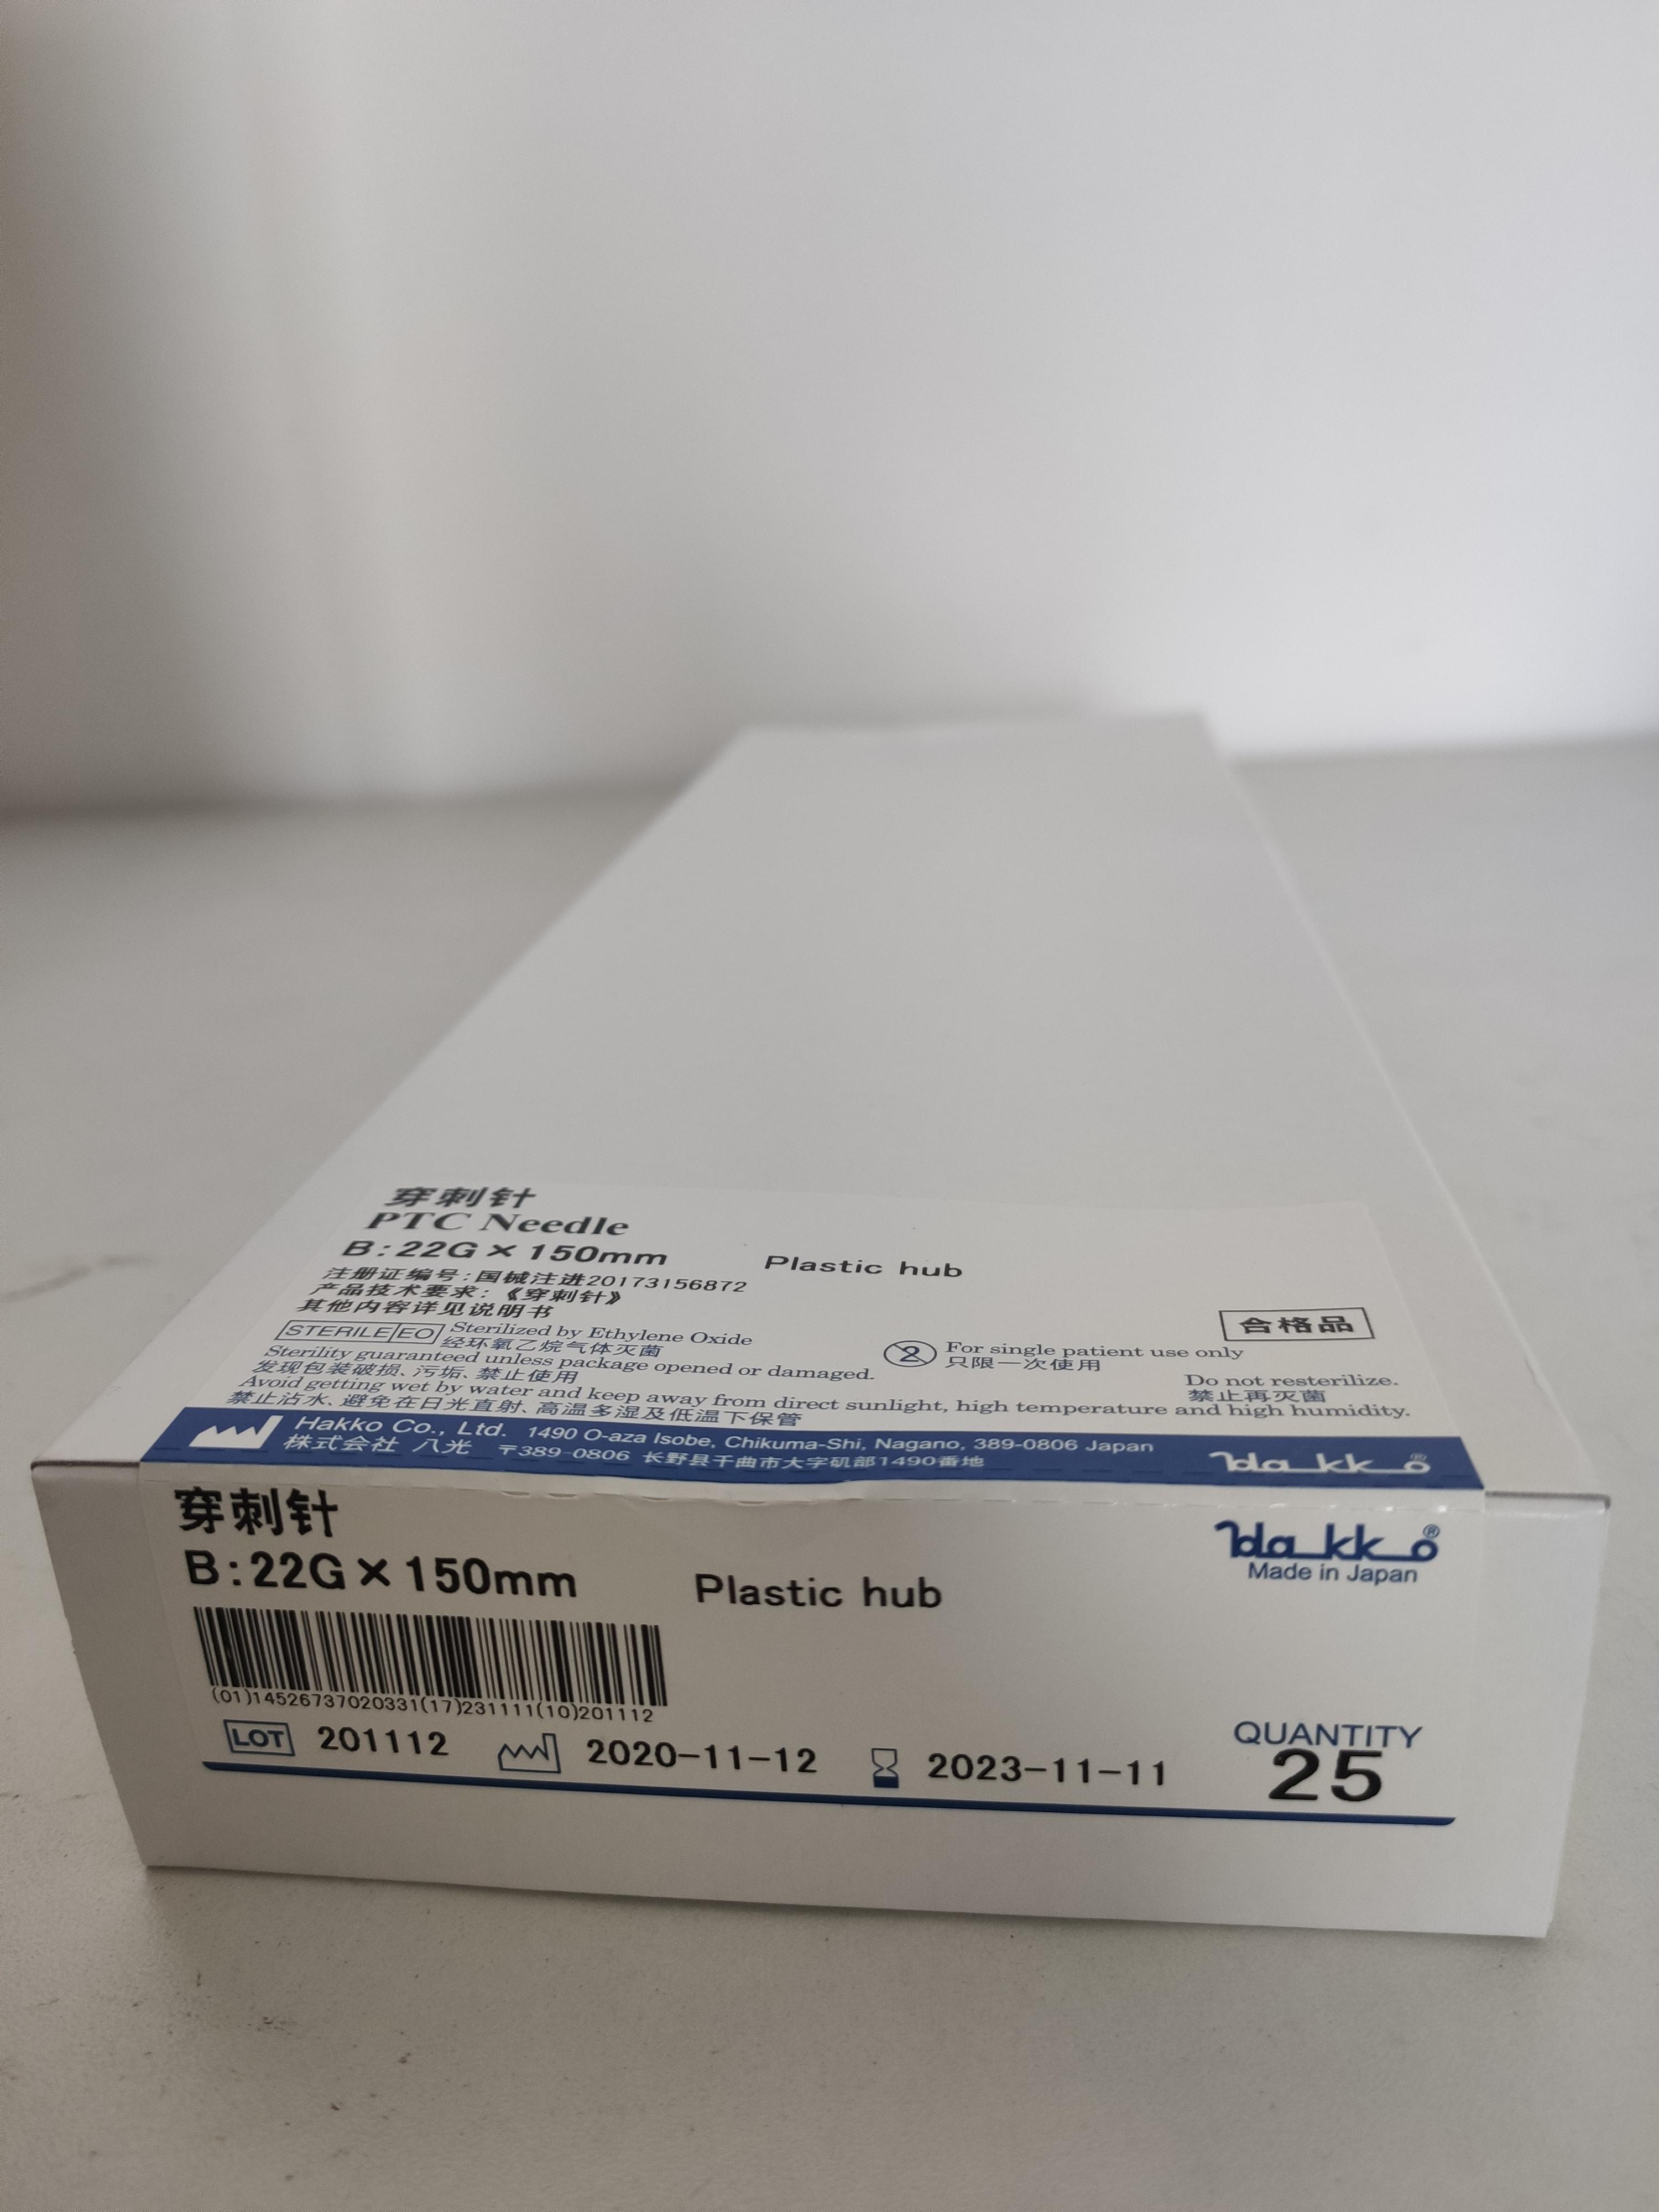 穿刺针
PTC Needle
B:22G×150mm Plastic hub
注册证编号:国械注进20173156872
产品技术要求:《穿刺针》
其他内容详见说明书
合格品
STERILE EO Sterilized by Ethylene Oxide
经环氧乙烷气体灭菌
2 For single patient use only
只限一次使用
Sterility guaranteed unless package opened or damaged.
发现包装破损、污垢、禁止使用
Do not resterilize.
禁止再灭菌
Avoid getting wet by water and keep away from direct sunlight, high temperature and high humidity.
禁止沾水、避免在日光直射、高温多湿及低温下保管
Hakko Co., Ltd. 1490 O-aza Isobe, Chikuma-Shi, Nagano, 389-0806 Japan
株式会社 八光 〒389-0806 长野县千曲市大字矶部1490番地
Hakko®
穿刺针
Hakko®
Made in Japan
B:22G×150mm Plastic hub
(01)14526737020331(17)231111(10)201112
LOT 201112 2020-11-12 2023-11-11
QUANTITY
25